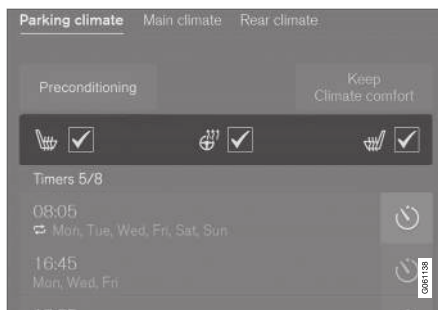 Parking climate Main climate Rear climate
Preconditioning
Keep
Climate comfort
Timers 5/8
08:05
Mon, Tue, Wed, Fri, Sat, Sun
16:45
Mon, Wed, Fri
G061138